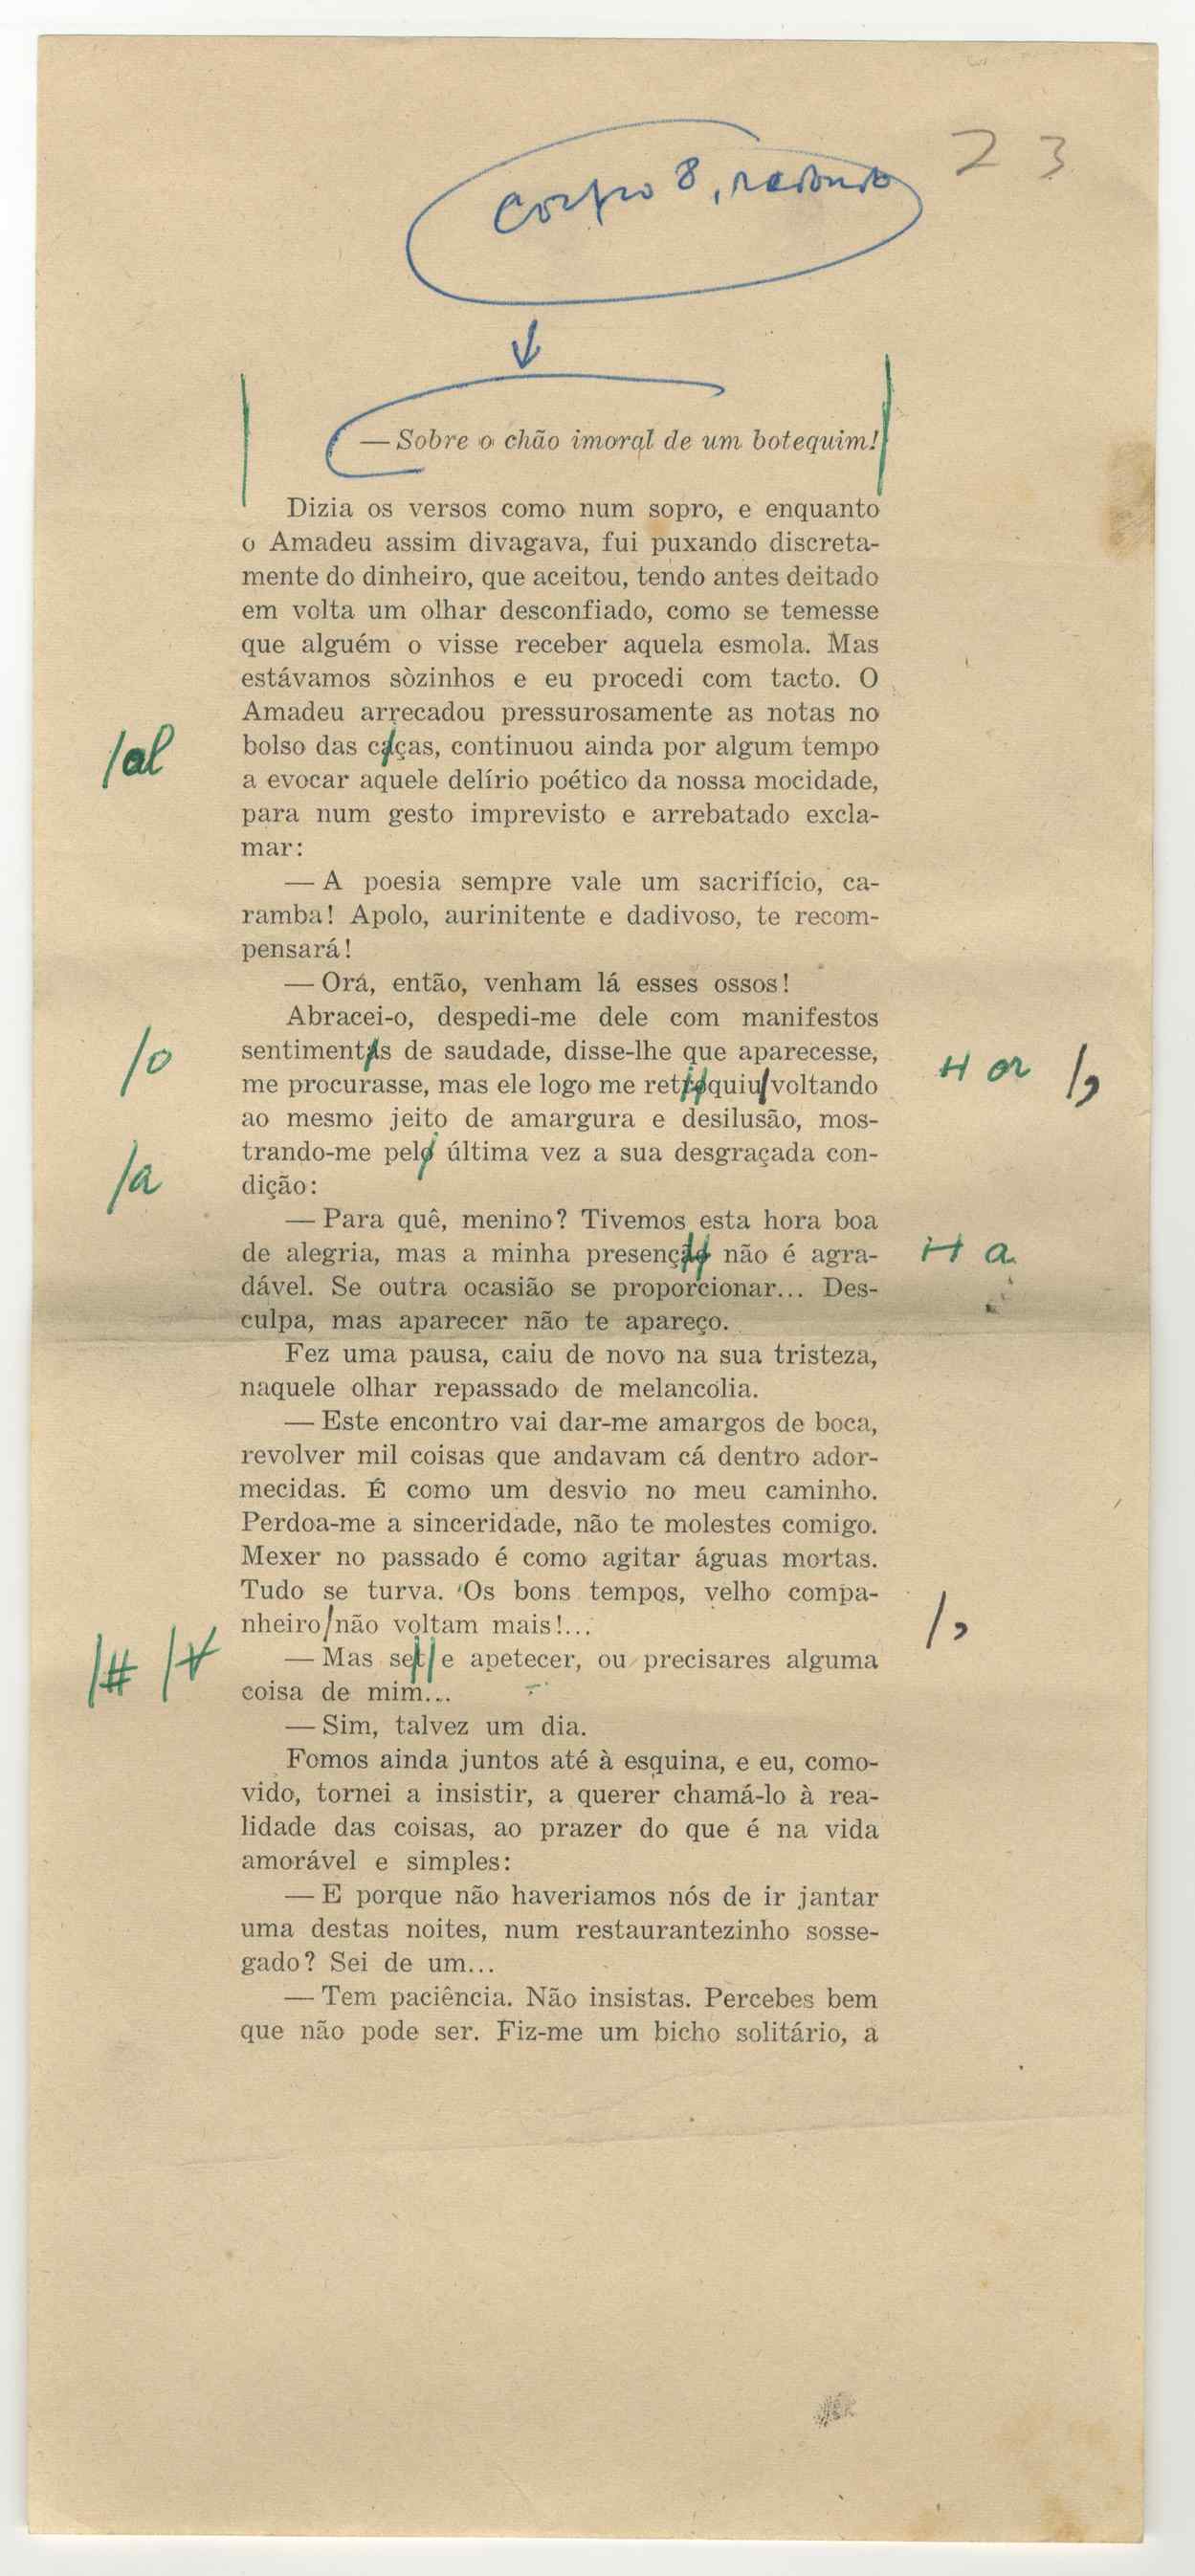 23
corpo 8, redondo
— Sobre o chão imoral de um botequim!
Dizia os versos como num sopro, e enquanto
o Amadeu assim divagava, fui puxando discreta-
mente do dinheiro, que aceitou, tendo antes deitado
em volta um olhar desconfiado, como se temesse
que alguém o visse receber aquela esmola. Mas
estávamos sòzinhos e eu procedi com tacto. O
Amadeu arrecadou pressurosamente as notas no
/al bolso das c/ças, continuou ainda por algum tempo
a evocar aquele delírio poético da nossa mocidade,
para num gesto imprevisto e arrebatado excla-
mar:
— A poesia sempre vale um sacrifício, ca-
ramba! Apolo, aurinitente e dadivoso, te recom-
pensará!
— Orá, então, venham lá esses ossos!
Abracei-o, despedi-me dele com manifestos
/o sentimentas de saudade, disse-lhe que aparecesse,
me procurasse, mas ele logo me quiu/voltando H or /,
ao mesmo jeito de amargura e desilusão, mos-
/a trando-me pelo última vez a sua desgraçada con-
dição:
— Para quê, menino? Tivemos esta hora boa
de alegria, mas a minha não é agra- H a
dável. Se outra ocasião se proporcionar... Des-
culpa, mas aparecer não te apareço.
Fez uma pausa, caiu de novo na sua tristeza,
naquele olhar repassado de melancolia.
— Este encontro vai dar-me amargos de boca,
revolver mil coisas que andavam cá dentro ador-
mecidas. É como um desvio no meu caminho.
Perdoa-me a sinceridade, não te molestes comigo.
Mexer no passado é como agitar águas mortas.
Tudo se turva. Os bons tempos, velho compa-
nheiro/não voltam mais!... /,
/# — Mas set/e apetecer, ou precisares alguma
coisa de mim...
— Sim, talvez um dia.
Fomos ainda juntos até à esquina, e eu, como-
vido, tornei a insistir, a querer chamá-lo à rea-
lidade das coisas, ao prazer do que é na vida
amorável e simples:
— E porque não haveriamos nós de ir jantar
uma destas noites, num restaurantezinho sosse-
gado? Sei de um...
— Tem paciência. Não insistas. Percebes bem
que não pode ser. Fiz-me um bicho solitário, a